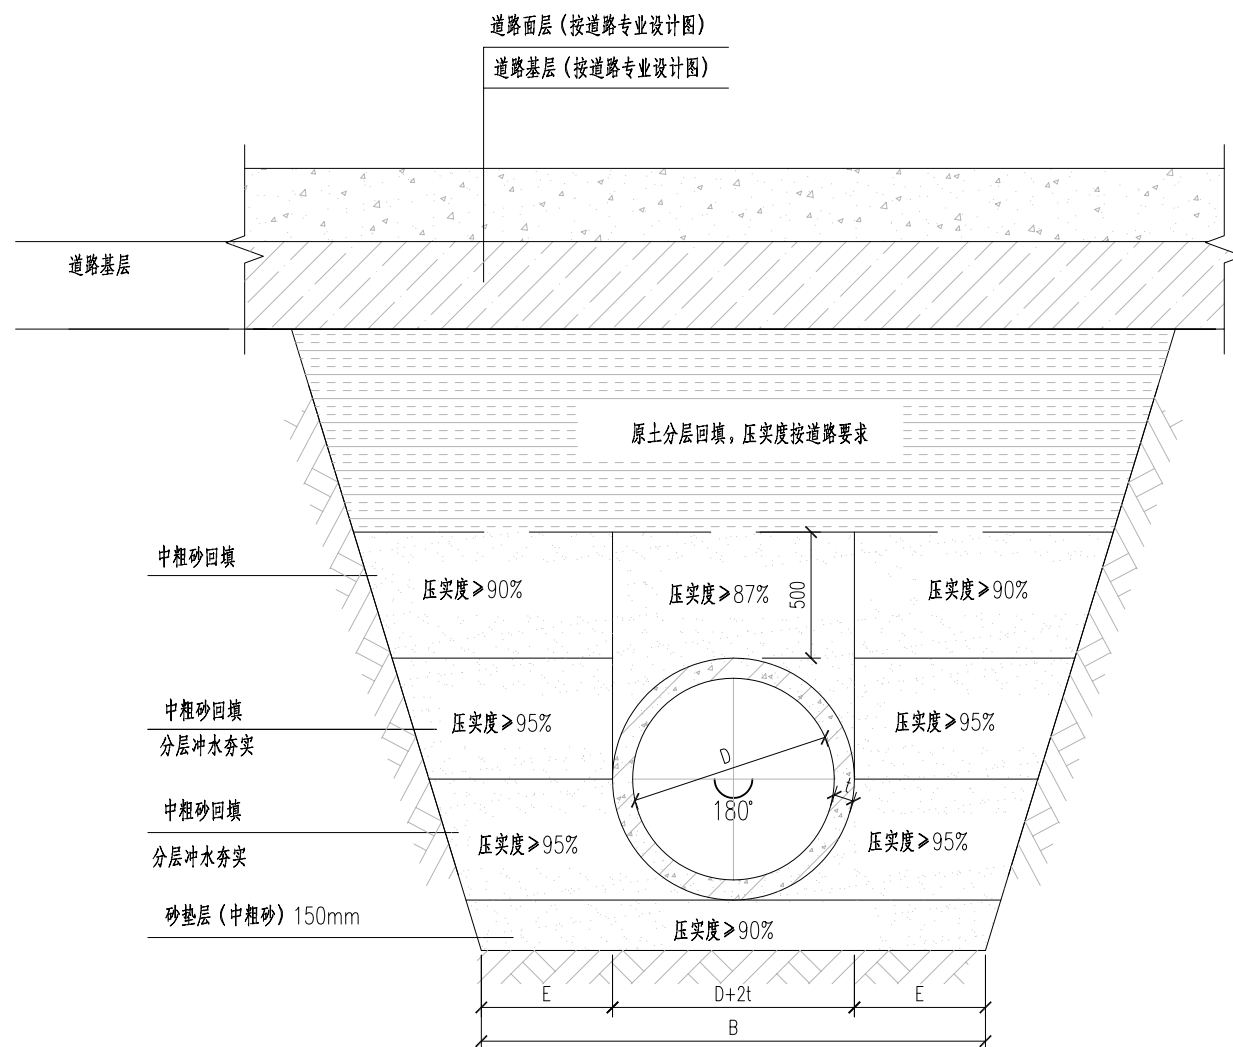 道路面层（按道路专业设计图）
道路基层（按道路专业设计图）
道路基层
原土分层回填，压实度按道路要求
中粗砂回填
压实度≥90%
压实度≥87%
500
压实度≥90%
中粗砂回填
分层冲水夯实
压实度≥95%
压实度≥95%
D
t
180°
中粗砂回填
分层冲水夯实
压实度≥95%
压实度≥95%
砂垫层（中粗砂）150mm
压实度≥90%
E
D+2t
E
B